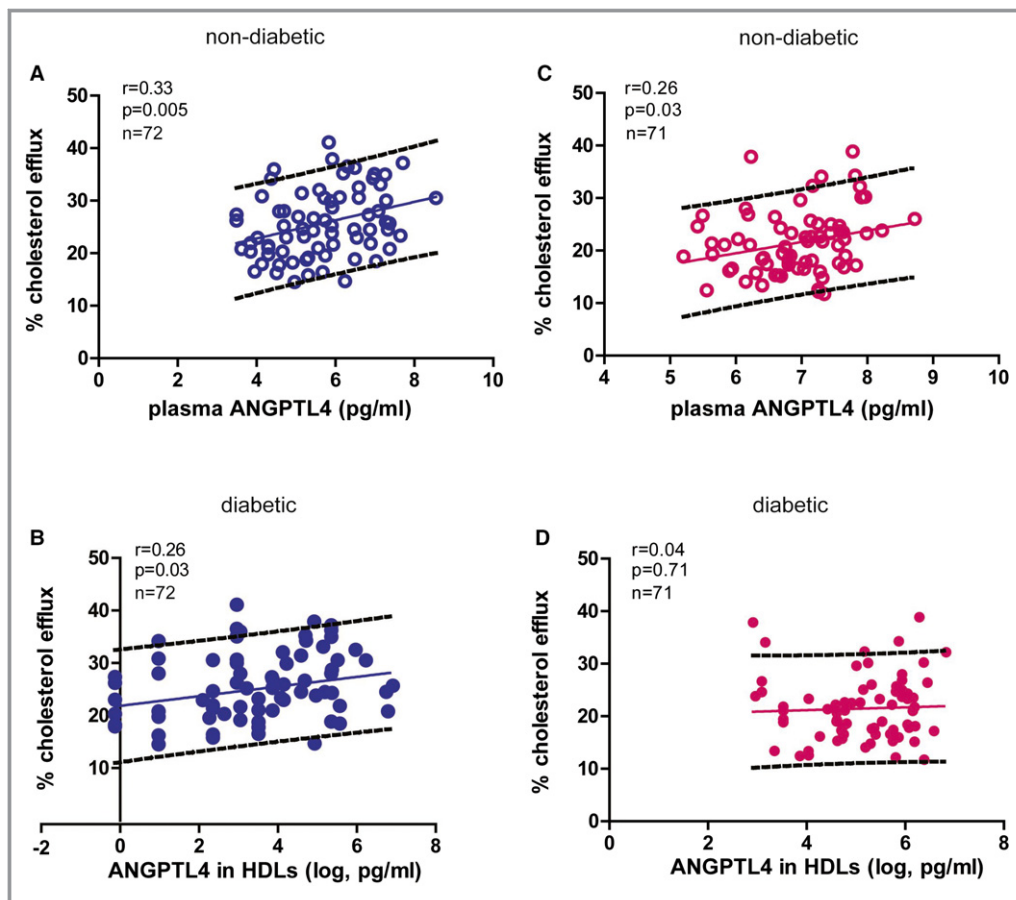 non-diabetic
A
r=0.33
p=0.005
n=72
% cholesterol efflux
50
40
30
20
10
0
0 2 4 6 8 10
plasma ANGPTL4 (pg/ml)
non-diabetic
C
r=0.26
p=0.03
n=71
% cholesterol efflux
50
40
30
20
10
0
4 5 6 7 8 9 10
plasma ANGPTL4 (pg/ml)
diabetic
B
r=0.26
p=0.03
n=72
% cholesterol efflux
50
40
30
20
10
-2 0 2 4 6 8
ANGPTL4 in HDLs (log, pg/ml)
diabetic
D
r=0.04
p=0.71
n=71
% cholesterol efflux
50
40
30
20
10
0
0 2 4 6 8
ANGPTL4 in HDLs (log, pg/ml)